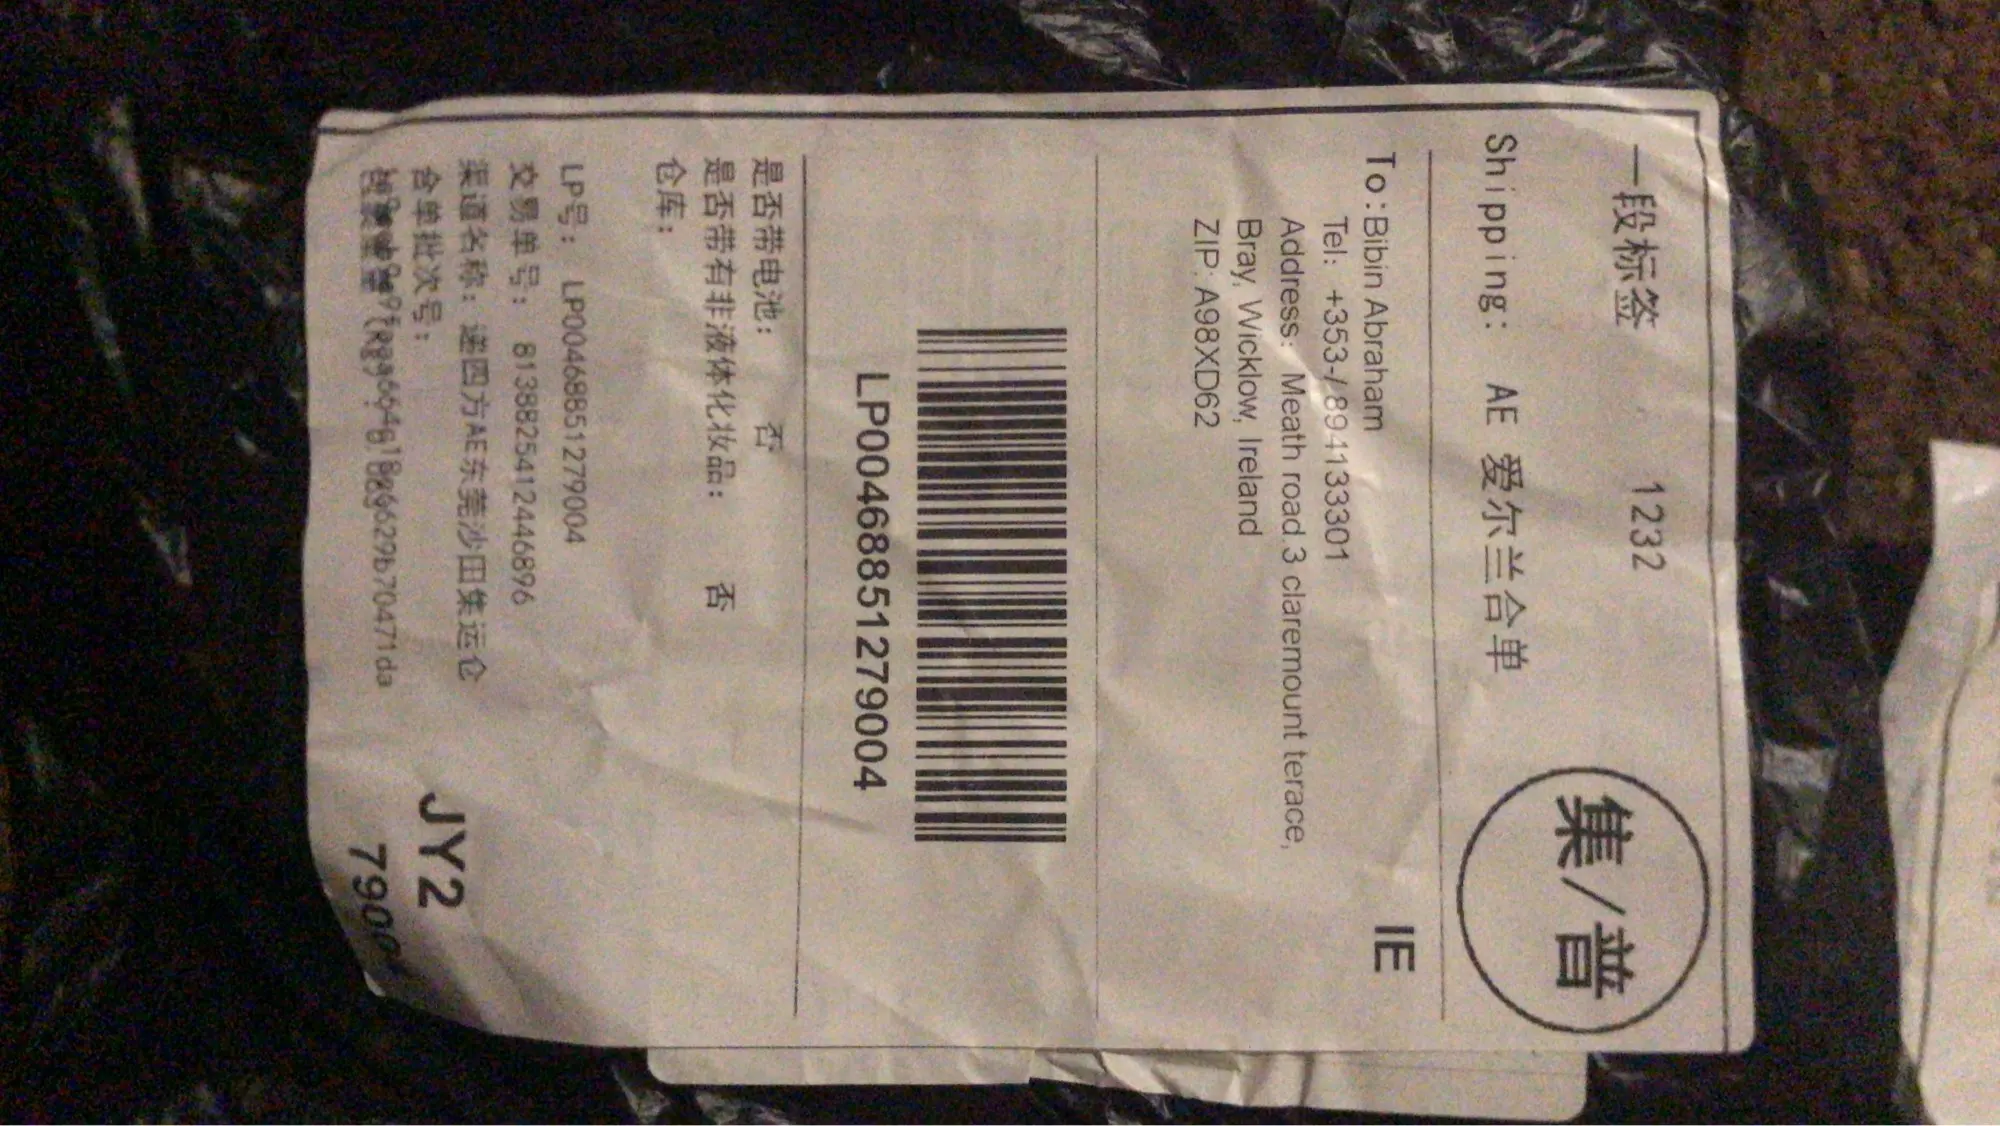 一段标签 1232
Shipping: AE 爱尔兰合单
集/普
To:Bibin Abraham
IE
Tel: +353-/894133301
Address: Meath road 3 claremount terace,
Bray, Wicklow, Ireland
ZIP: A98XD62
LP00468851279004
是否带电池: 否
是否带有非液体化妆品: 否
仓库:
LP号: LP00468851279004
交易单号: 8138825412446896
渠道名称: 递四方AE东莞沙田集运仓
合单批次号:
JY2
7900